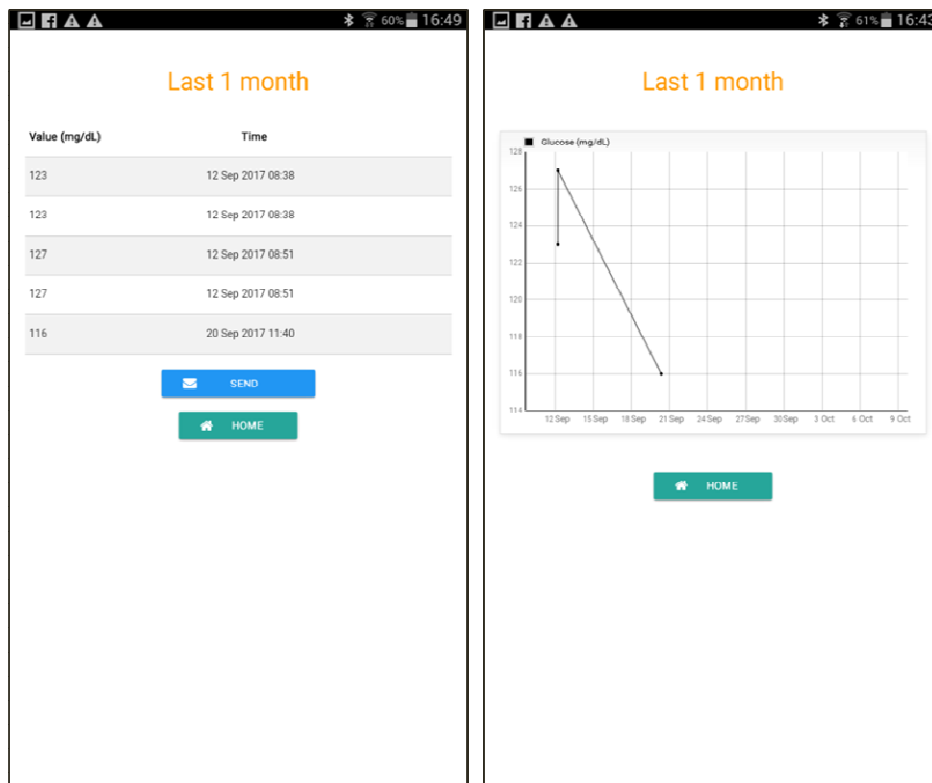 60% 16:49
Last 1 month
Value (mg/dL) Time
123 12 Sep 2017 08:38
123 12 Sep 2017 08:38
127 12 Sep 2017 08:51
127 12 Sep 2017 08:51
116 20 Sep 2017 11:40
SEND
HOME
61% 16:43
Last 1 month
Glucose (mg/dL)
128
126
124
122
120
118
116
114
12 Sep 15 Sep 18 Sep 21 Sep 24 Sep 27 Sep 30 Sep 3 Oct 6 Oct 9 Oct
HOME